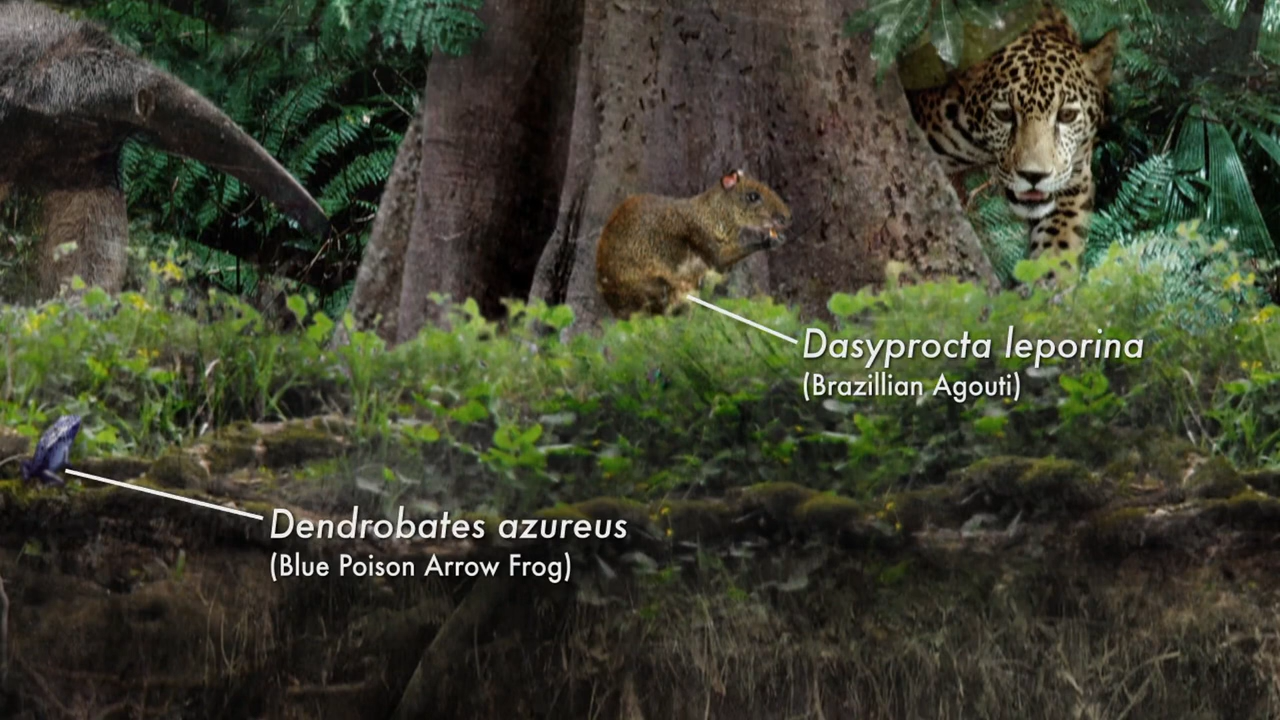 Dasyprocta leporina
(Brazillian Agouti)
Dendrobates azureus
(Blue Poison Arrow Frog)